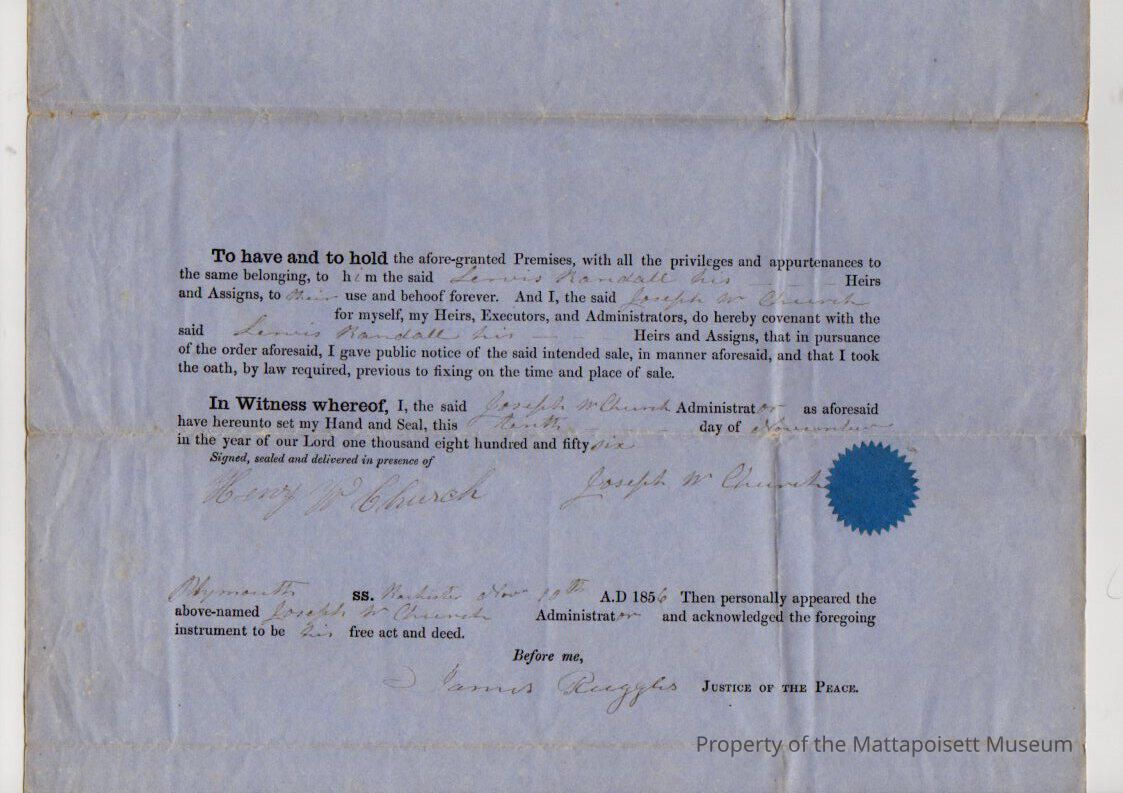 To have and to hold the afore-granted Premises, with all the privileges and appurtenances to
the same belonging, to him the said Lewis Randall his Heirs
and Assigns, to their use and behoof forever. And I, the said Joseph W Church
for myself, my Heirs, Executors, and Administrators, do hereby covenant with the
said Lewis Randall his Heirs and Assigns, that in pursuance
of the order aforesaid, I gave public notice of the said intended sale, in manner aforesaid, and that I took
the oath, by law required, previous to fixing on the time and place of sale.
In Witness whereof, I, the said Joseph W Church Administrator as aforesaid
have hereunto set my Hand and Seal, this tenth day of November
in the year of our Lord one thousand eight hundred and fifty six
Signed, sealed and delivered in presence of
Henry W Church Joseph W Church
Plymouth ss. Rochester Nov 10th A.D 1856 Then personally appeared the
above-named Joseph W Church Administrator and acknowledged the foregoing
instrument to be his free act and deed.
Before me,
James Ruggles Justice of the Peace.
Property of the Mattapoisett Museum